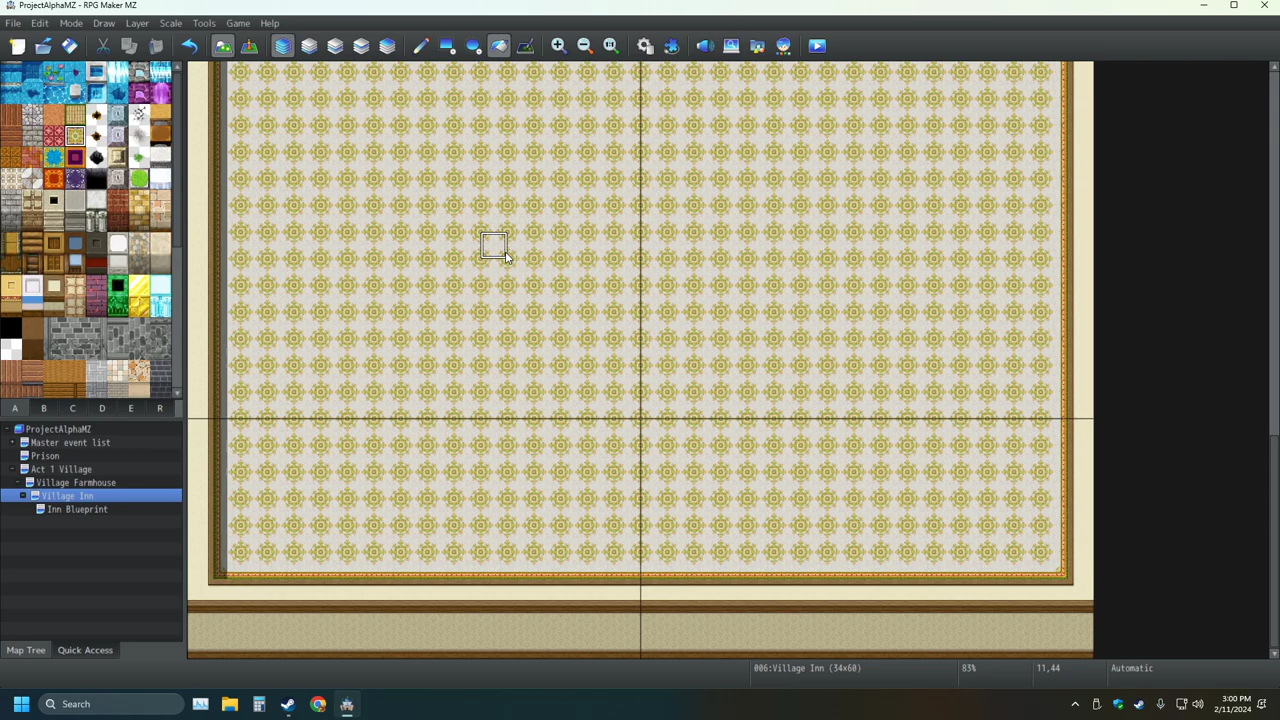 ProjectAlphaMZ - RPG Maker MZ
File Edit Mode Draw Layer Scale Tools Game Help
A B C D E R
ProjectAlphaMZ
Master event list
Prison
Act 1 Village
Village Farmhouse
Village Inn
Inn Blueprint
Map Tree Quick Access
006:Village Inn (34x60) 83% 11,44 Automatic
Search
3:00 PM
2/11/2024